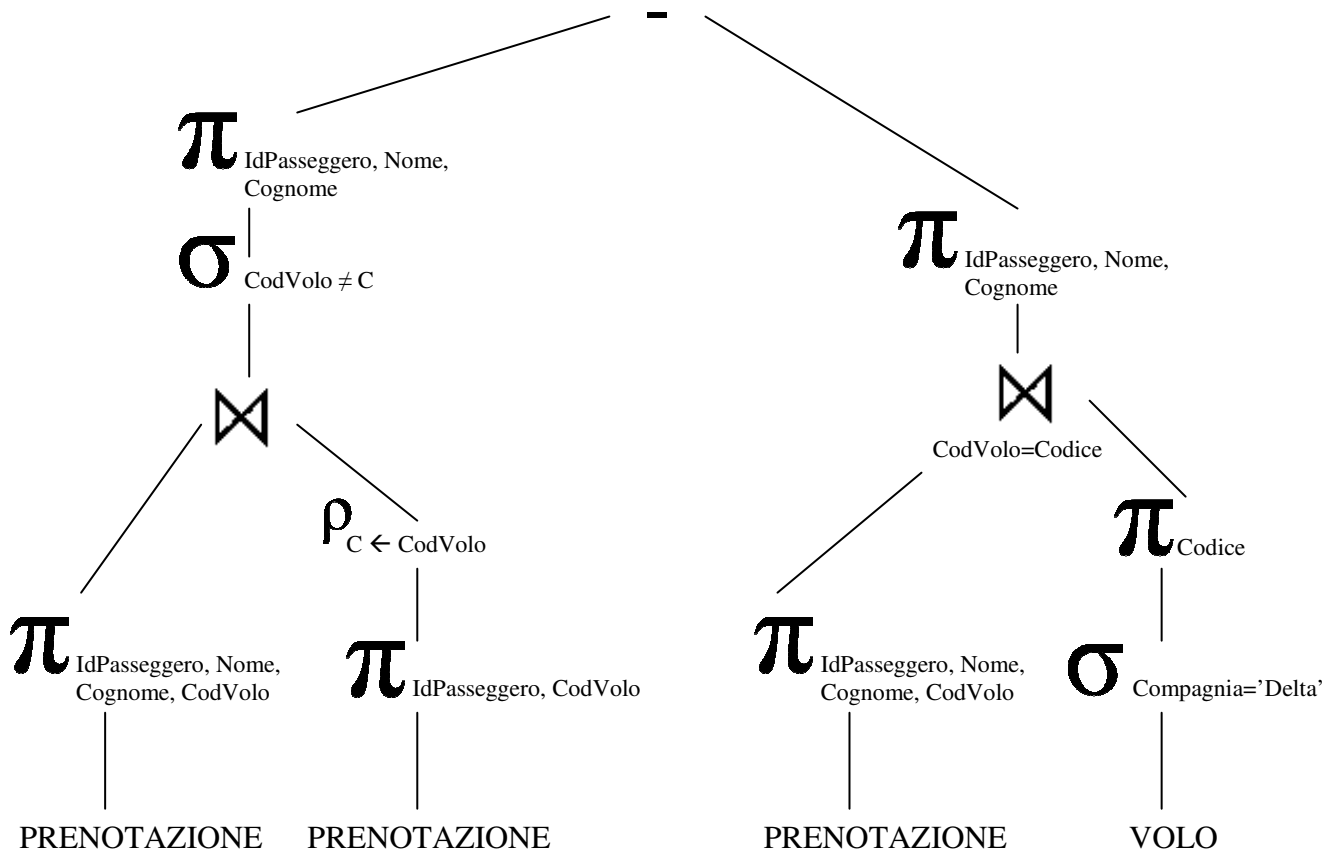 -
π IdPasseggero, Nome,
Cognome
σ CodVolo ≠ C
⋈
ρ C ← CodVolo
π IdPasseggero, Nome,
Cognome, CodVolo
π IdPasseggero, CodVolo
PRENOTAZIONE
PRENOTAZIONE
π IdPasseggero, Nome,
Cognome
⋈
CodVolo=Codice
π Codice
π IdPasseggero, Nome,
Cognome, CodVolo
σ Compagnia=’Delta’
PRENOTAZIONE
VOLO